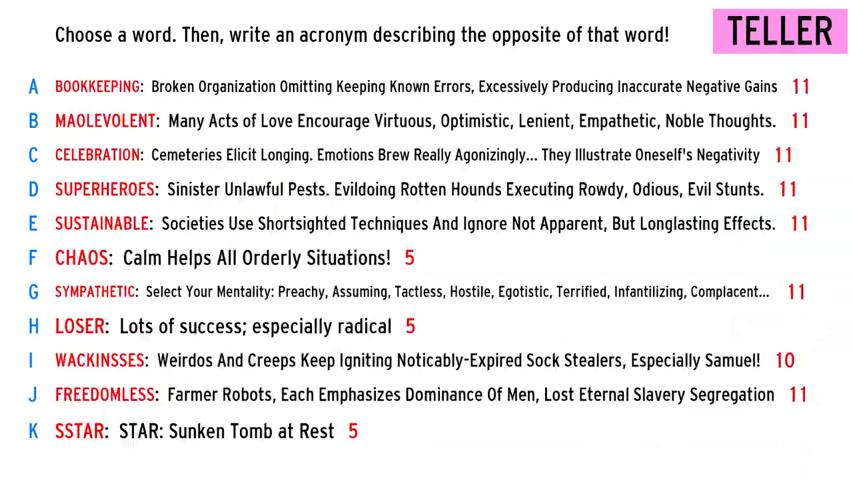 Choose a word. Then, write an acronym describing the opposite of that word!
TELLER
A BOOKKEEPING: Broken Organization Omitting Keeping Known Errors, Excessively Producing Inaccurate Negative Gains 11
B MAOLEVOLENT: Many Acts of Love Encourage Virtuous, Optimistic, Lenient, Empathetic, Noble Thoughts. 11
C CELEBRATION: Cemeteries Elicit Longing. Emotions Brew Really Agonizingly... They Illustrate Oneself's Negativity 11
D SUPERHEROES: Sinister Unlawful Pests. Evildoing Rotten Hounds Executing Rowdy, Odious, Evil Stunts. 11
E SUSTAINABLE: Societies Use Shortsighted Techniques And Ignore Not Apparent, But Longlasting Effects. 11
F CHAOS: Calm Helps All Orderly Situations! 5
G SYMPATHETIC: Select Your Mentality: Preachy, Assuming, Tactless, Hostile, Egotistic, Terrified, Infantilizing, Complacent... 11
H LOSER: Lots of success; especially radical 5
I WACKINSSES: Weirdos And Creeps Keep Igniting Noticably-Expired Sock Stealers, Especially Samuel! 10
J FREEDOMLESS: Farmer Robots, Each Emphasizes Dominance Of Men, Lost Eternal Slavery Segregation 11
K SSTAR: STAR: Sunken Tomb at Rest 5